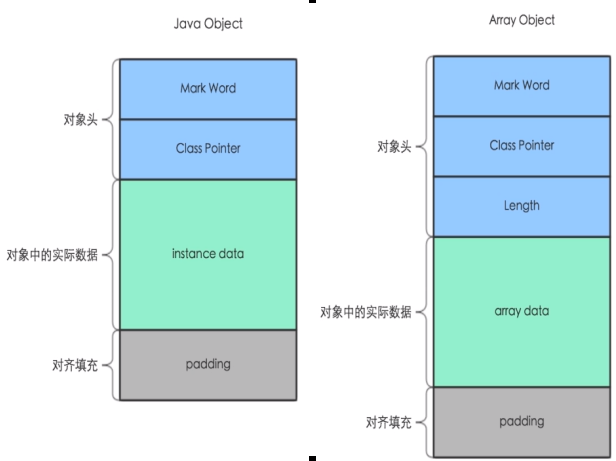 Java Object
Mark Word
对象头
Class Pointer
对象中的实际数据
instance data
对齐填充
padding
Array Object
Mark Word
对象头
Class Pointer
Length
对象中的实际数据
array data
对齐填充
padding